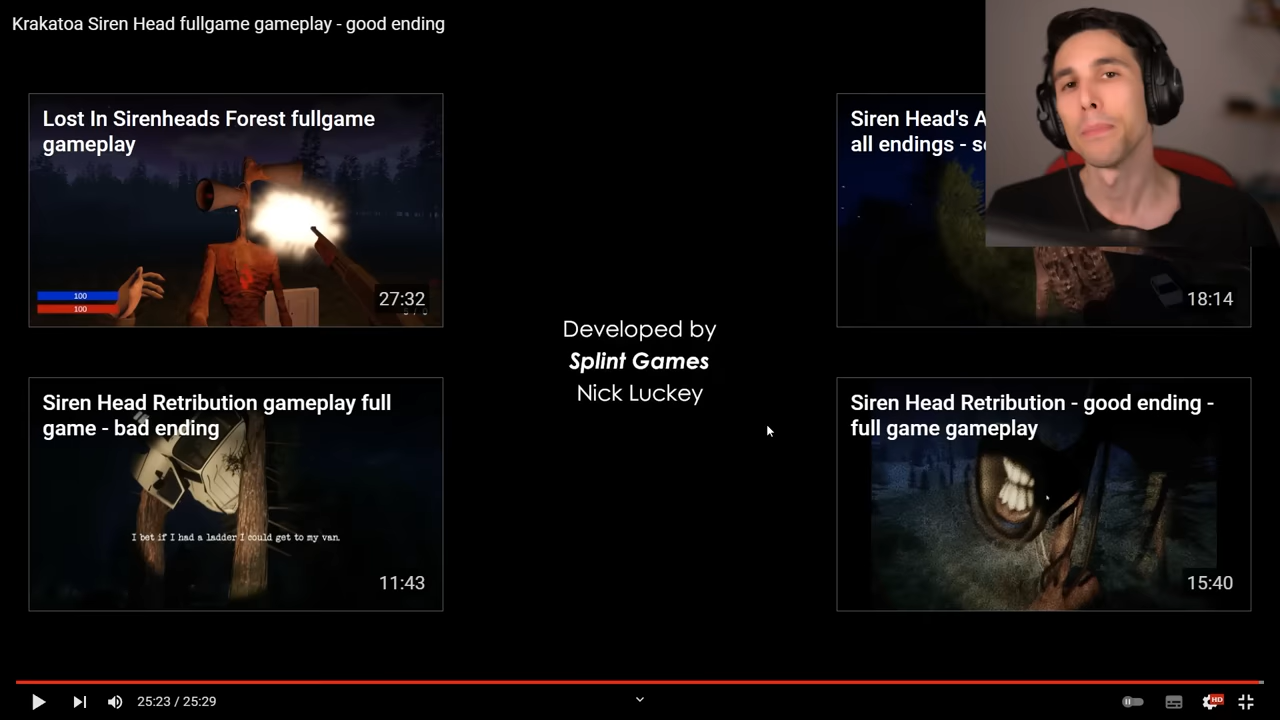 Krakatoa Siren Head fullgame gameplay - good ending
Lost In Sirenheads Forest fullgame
gameplay
100
100
27:32
Siren Head's
all endings -
18:14
Developed by
Splint Games
Nick Luckey
Siren Head Retribution gameplay full
game - bad ending
I bet if I had a ladder I could get to my van.
11:43
Siren Head Retribution - good ending -
full game gameplay
15:40
25:23 / 25:29
HD